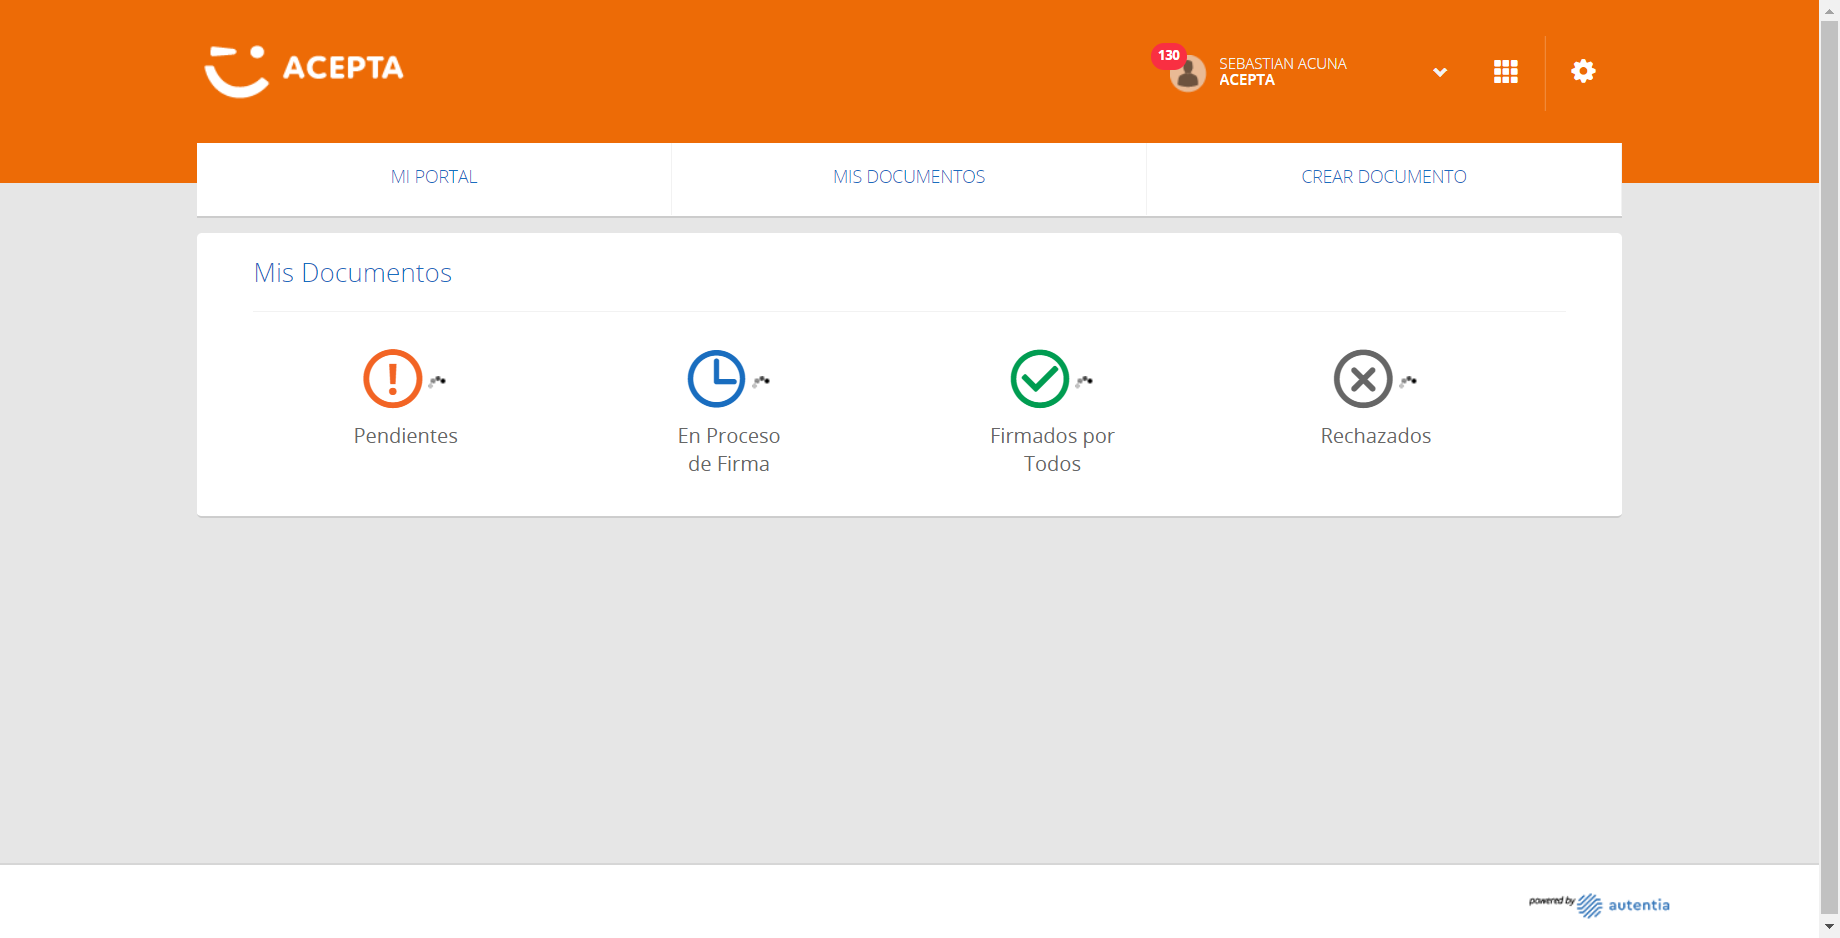 ACEPTA
130
SEBASTIAN ACUNA
ACEPTA
MI PORTAL
MIS DOCUMENTOS
CREAR DOCUMENTO
Mis Documentos
Pendientes
En Proceso
de Firma
Firmados por
Todos
Rechazados
powered by autentia